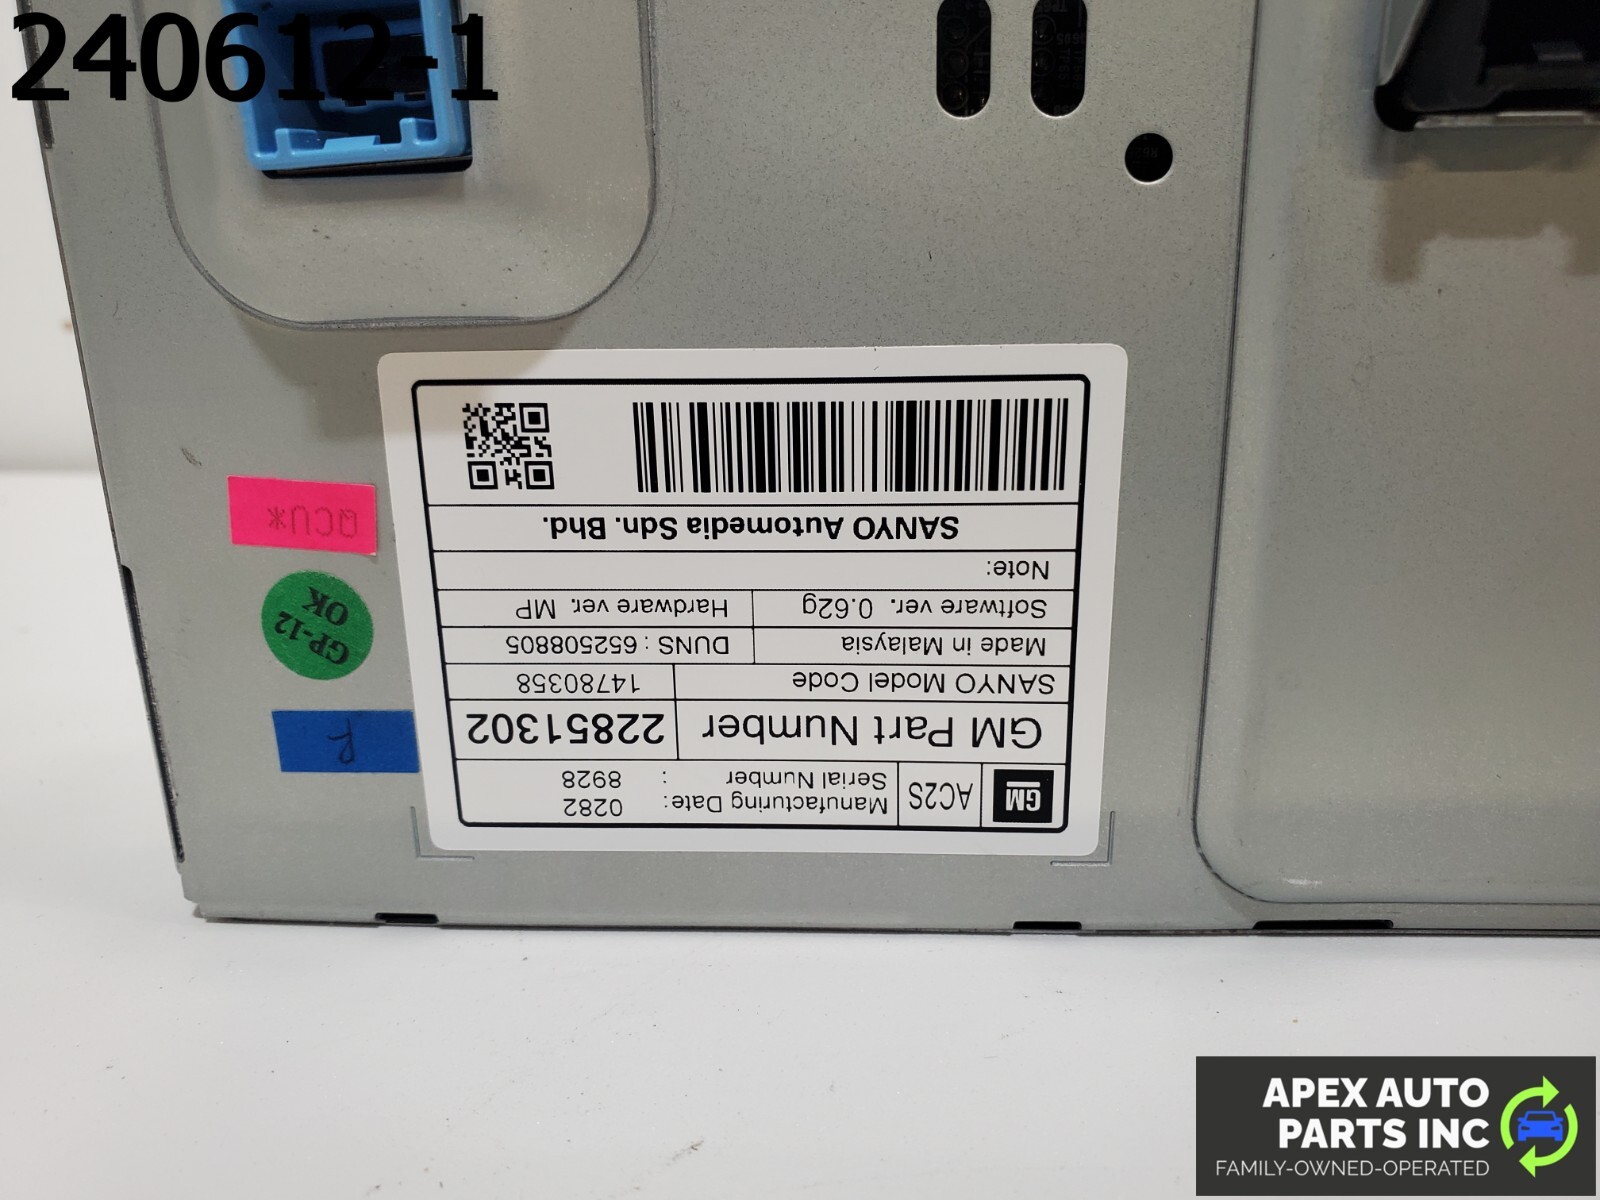 240612-1
GM AC2S Manufacturing Date: 0282
Serial Number : 8928
GM Part Number 22851302
SANYO Model Code 14780358
Made in Malaysia DUNS : 652508805
Software ver. 0.62g Hardware ver. MP
Note:
SANYO Automedia Sdn. Bhd.
QCU*
GP-12
OK
APEX AUTO
PARTS INC
FAMILY-OWNED-OPERATED